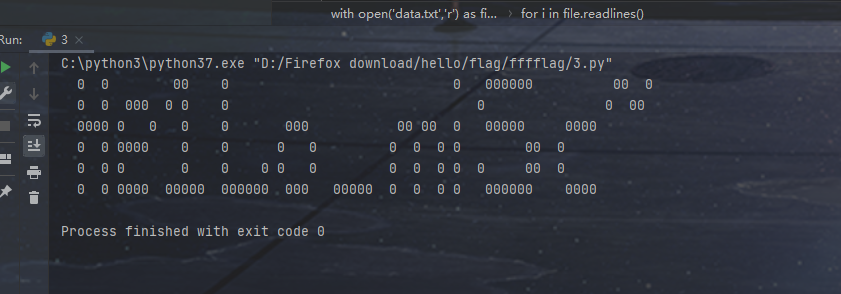 3
with open('data.txt','r') as fi... › for i in file.readlines()
Run: 3 ×
C:\python3\python37.exe "D:/Firefox download/hello/flag/fffflag/3.py"
  0  0        00    0                             0   000000          00  0
  0  0  000  0 0    0                                0               0  00
  0000 0   0   0    0       000           00 00  0   00000     0000
  0  0 0000    0    0      0   0         0  0  0 0        00  0
  0  0 0       0    0    0 0   0         0  0  0 0  0     00  0
  0  0 0000  00000  000000  000   00000  0  0  0 0   000000    0000
Process finished with exit code 0